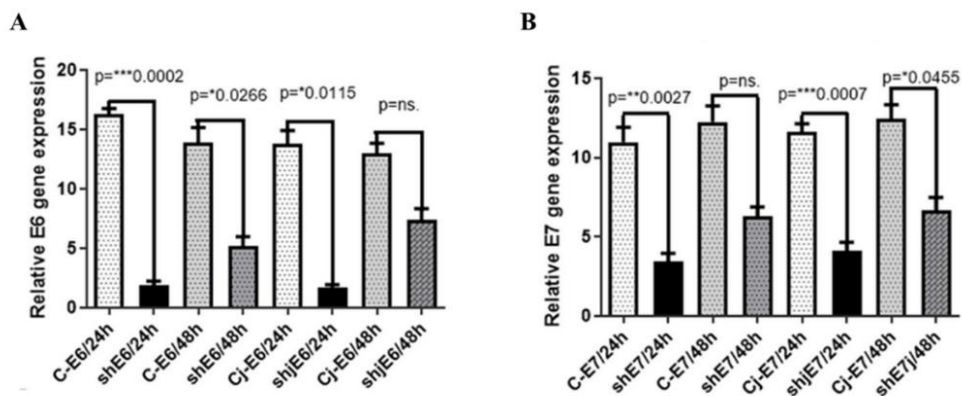 A
Relative E6 gene expression
20
15
10
5
0
p=***0.0002
p=*0.0266
p=*0.0115
p=ns.
C-E6/24h
shE6/24h
C-E6/48h
shE6/48h
Cj-E6/24h
shjE6/24h
Cj-E6/48h
shjE6/48h
B
Relative E7 gene expression
15
10
5
0
p=**0.0027
p=ns.
p=***0.0007
p=*0.0455
C-E7/24h
shE7/24h
C-E7/48h
shE7/48h
Cj-E7/24h
shjE7/24h
Cj-E7/48h
shE7j/48h